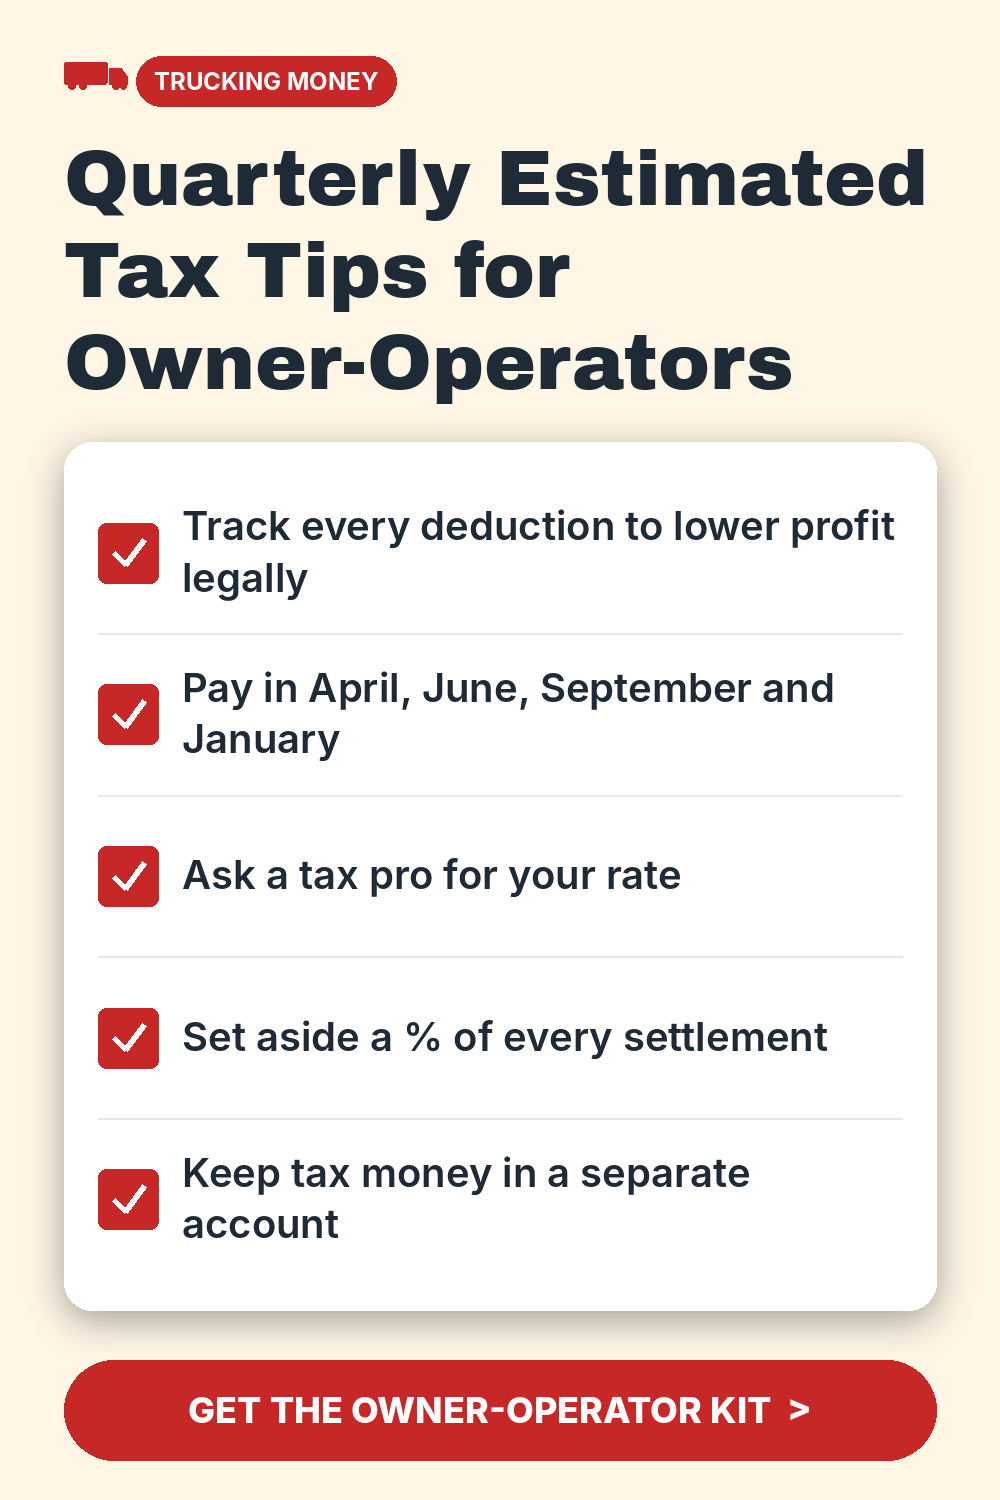 TRUCKING MONEY
Quarterly Estimated
Tax Tips for
Owner-Operators
Track every deduction to lower profit
legally
Pay in April, June, September and
January
Ask a tax pro for your rate
Set aside a % of every settlement
Keep tax money in a separate
account
GET THE OWNER-OPERATOR KIT >